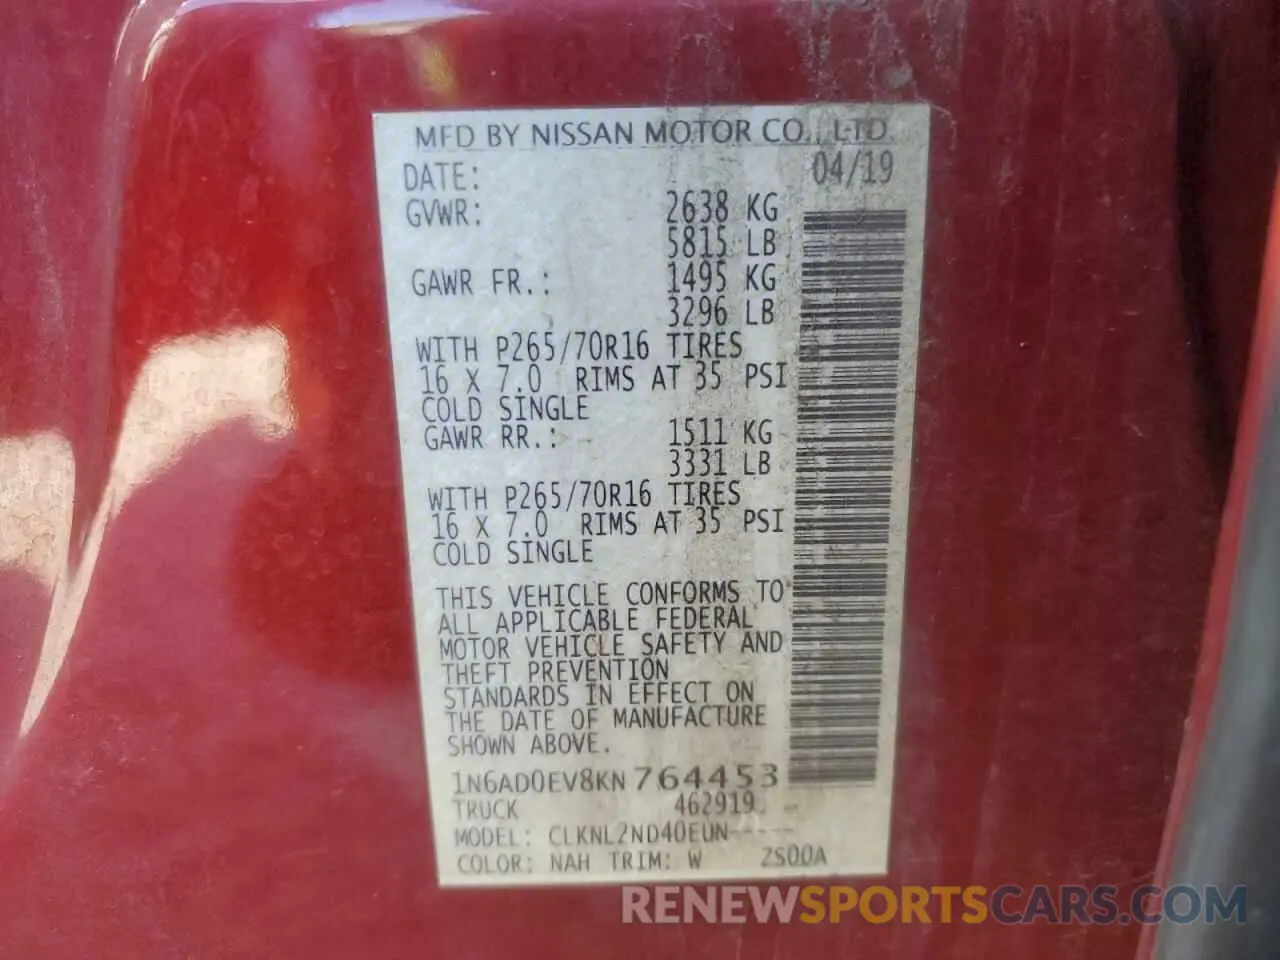 MFD BY NISSAN MOTOR CO., LTD.
DATE: 04/19
GVWR: 2638 KG
5815 LB
GAWR FR.: 1495 KG
3296 LB
WITH P265/70R16 TIRES
16 X 7.0 RIMS AT 35 PSI
COLD SINGLE
GAWR RR.: 1511 KG
3331 LB
WITH P265/70R16 TIRES
16 X 7.0 RIMS AT 35 PSI
COLD SINGLE
THIS VEHICLE CONFORMS TO
ALL APPLICABLE FEDERAL
MOTOR VEHICLE SAFETY AND
THEFT PREVENTION
STANDARDS IN EFFECT ON
THE DATE OF MANUFACTURE
SHOWN ABOVE.
1N6AD0EV8KN764453
TRUCK 462919
MODEL: CLKNL2ND40EUN-----
COLOR: NAH TRIM: W ZS00A
RENEWSPORTSCARS.COM